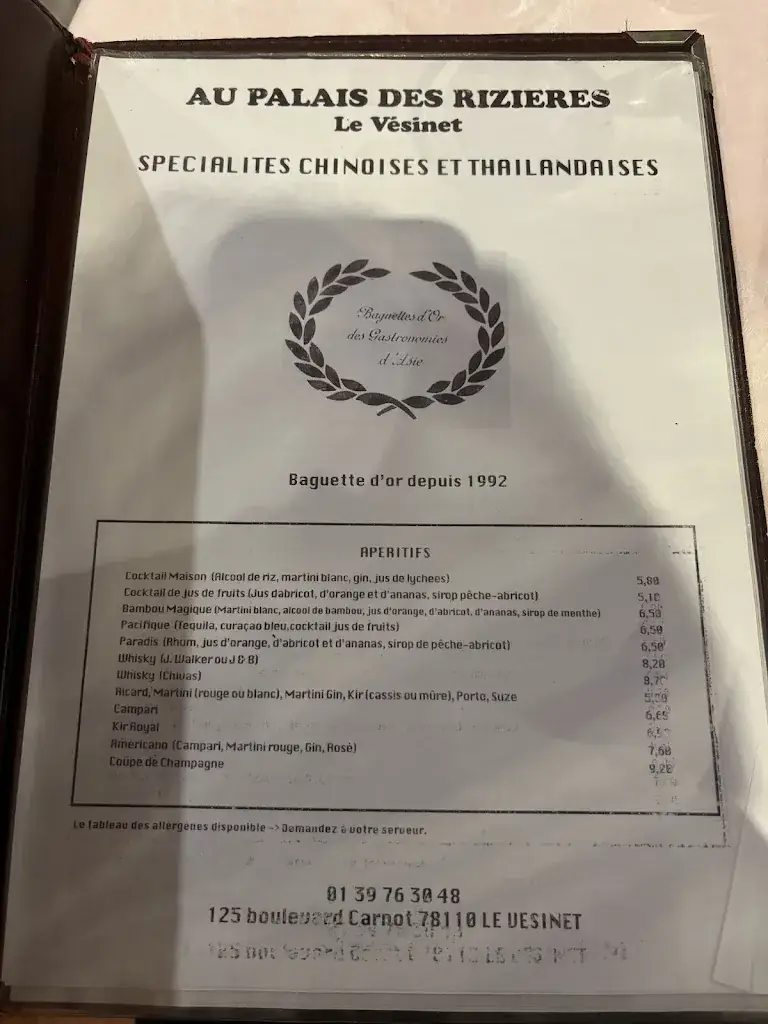 AU PALAIS DES RIZIERES
Le Vésinet
SPECIALITES CHINOISES ET THAILANDAISES
Baguettes d'Or
des Gastronomies
d'Asie
Baguette d'or depuis 1992
APERITIFS
Cocktail Maison (Alcool de riz, martini blanc, gin, jus de lychees) 5,80
Cocktail de jus de fruits (Jus dabricot, d'orange et d'ananas, sirop pêche-abricot) 5,10
Bambou Magique (Martini blanc, alcool de bambou, jus d'orange, d'abricot, d'ananas, sirop de menthe) 6,50
Pacifique (Tequila, curaçao bleu, cocktail jus de fruits) 6,50
Paradis (Rhum, jus d'orange, d'abricot et d'ananas, sirop de pêche-abricot) 6,50
Whisky (J. Walker ou J & B) 8,20
Whisky (Chivas)
Ricard, Martini (rouge ou blanc), Martini Gin, Kir (cassis ou mûre), Porto, Suze
Campari 6,65
Kir Royal
Americano (Campari, Martini rouge, Gin, Rosé) 7,60
Coupe de Champagne 9,20
Le tableau des allergenes disponible -> Demandez à votre serveur.
01 39 76 30 48
125 boulevard Carnot 78110 LE VESINET